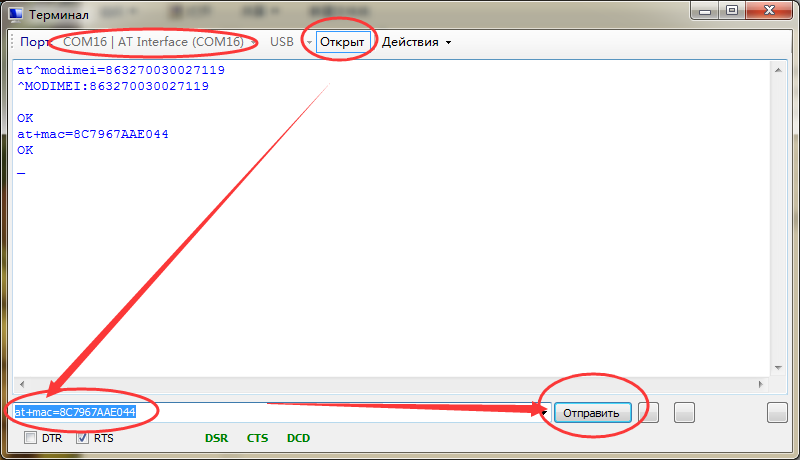 Терминал
Порт COM16 | AT Interface (COM16) USB Открыт Действия
at^modimei=863270030027119
^MODIMEI:863270030027119
OK
at+mac=8C7967AAE044
OK
_
at+mac=8C7967AAE044 Отправить
DTR RTS DSR CTS DCD